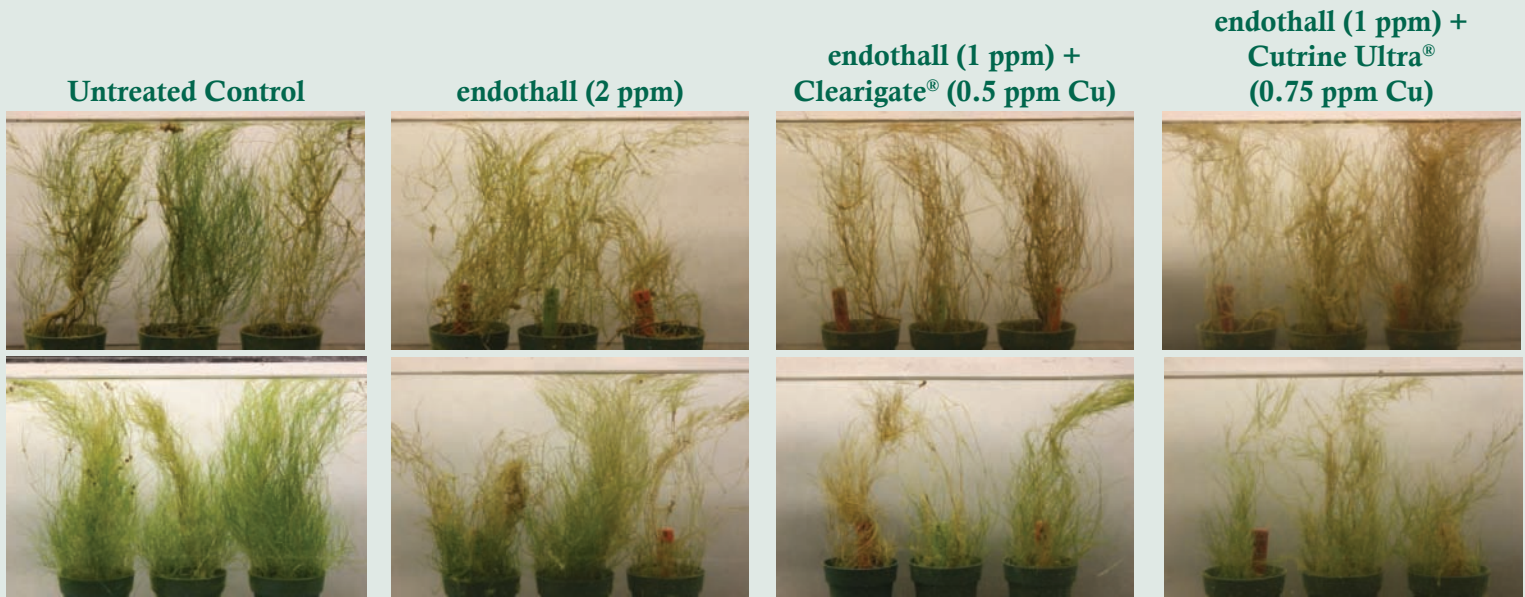 Untreated Control
endothall (2 ppm)
endothall (1 ppm) +
Clearigate® (0.5 ppm Cu)
endothall (1 ppm) +
Cutrine Ultra®
(0.75 ppm Cu)